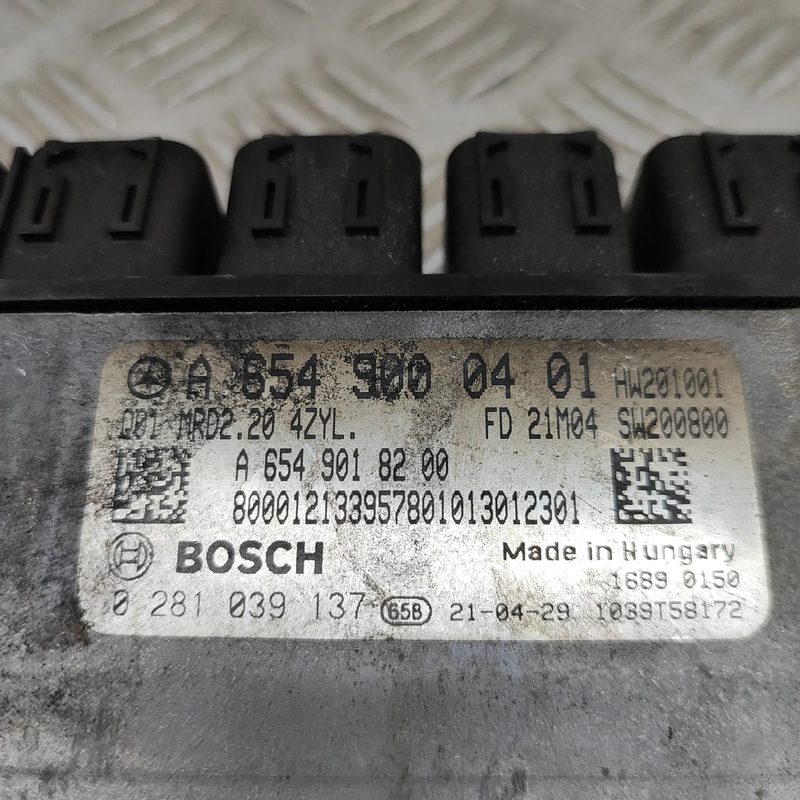 A 654 900 04 01 HW201001
Q01 MRD2.20 4ZYL. FD 21M04 SW200800
A 654 901 82 00
80001213395780101301​2301
BOSCH Made in Hungary
1689 0150
0 281 039 137 65B 21-04-29 1039T58172